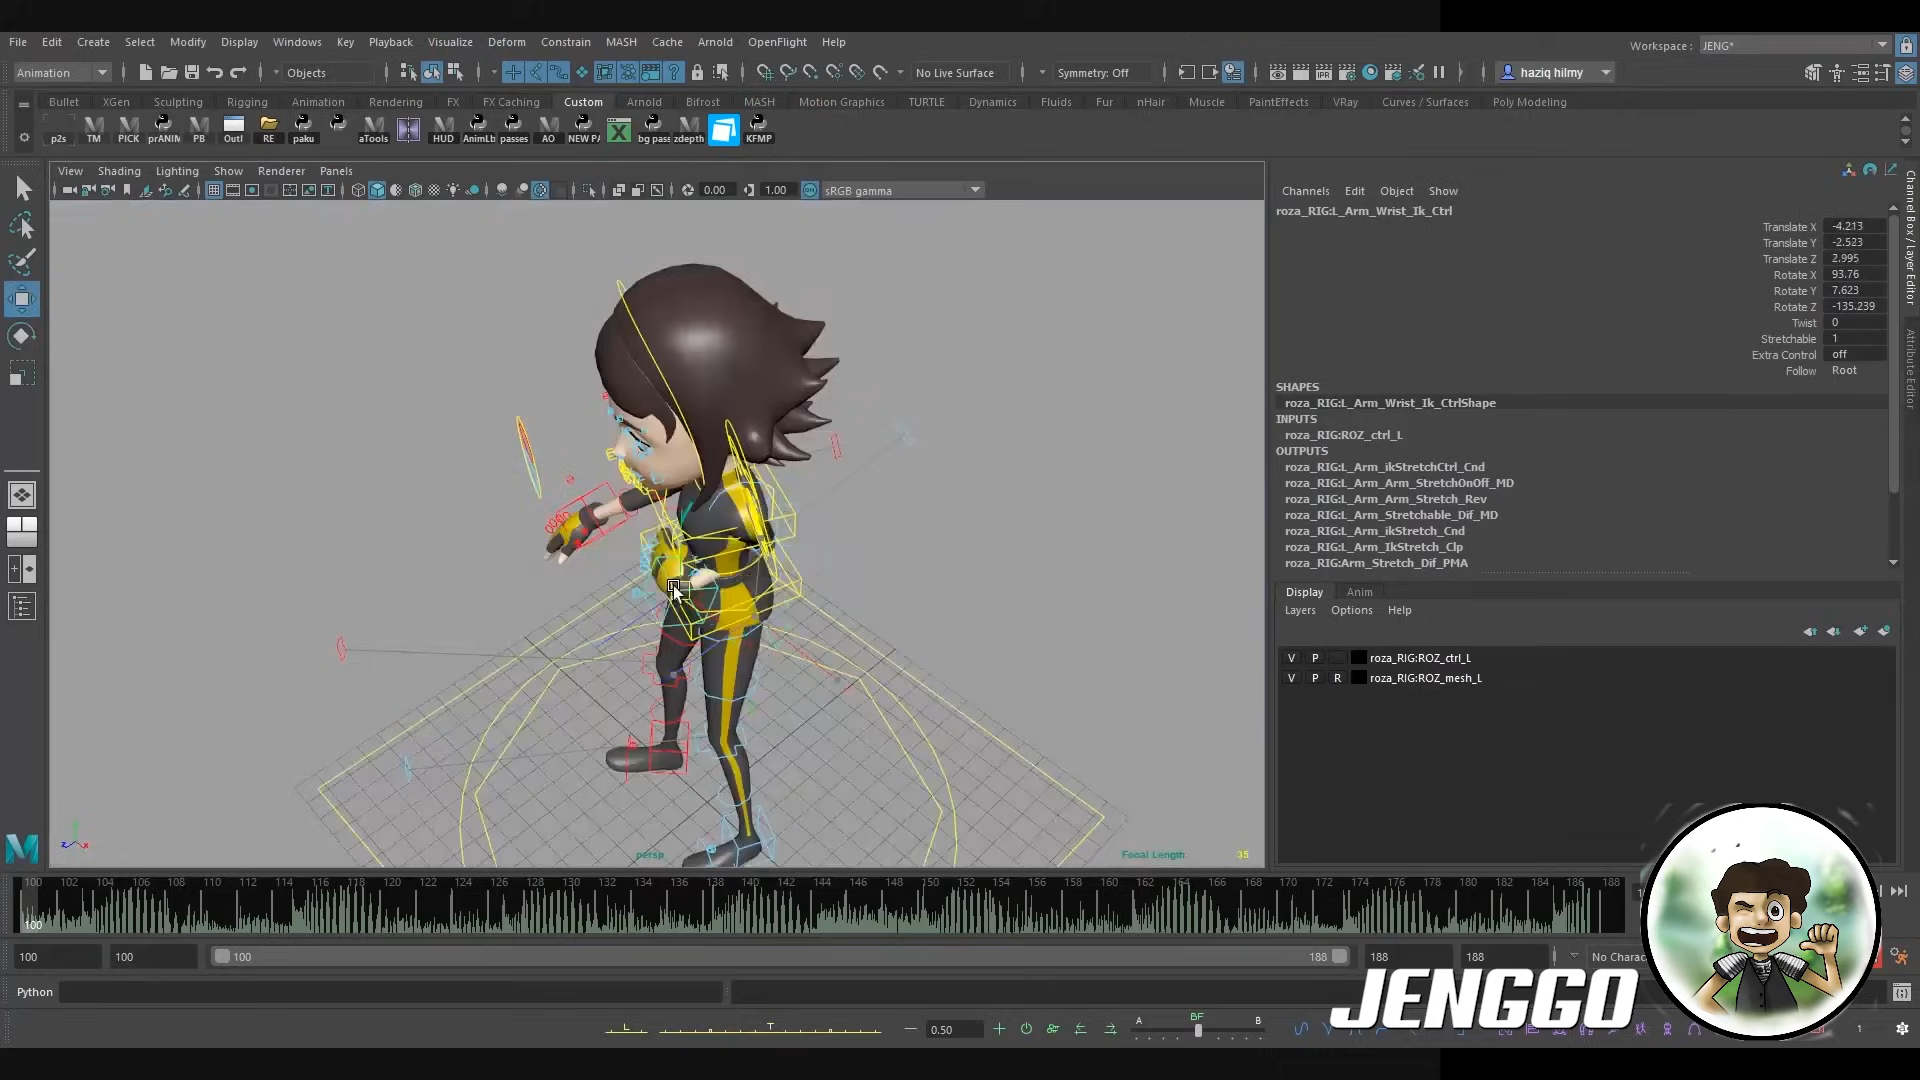 File Edit Create Select Modify Display Windows Key Playback Visualize Deform Constrain MASH Cache Arnold OpenFlight Help
Workspace : JENG*
Animation Objects No Live Surface Symmetry: Off haziq hilmy
Bullet XGen Sculpting Rigging Animation Rendering FX FX Caching Custom Arnold Bifrost MASH Motion Graphics TURTLE Dynamics Fluids Fur nHair Muscle PaintEffects VRay Curves / Surfaces Poly Modeling
p2s TM PICK prANIM PB Outl RE paku aTools HUD AnimLb passes AO NEW PA bg pass zdepth KFMP
View Shading Lighting Show Renderer Panels
0.00 1.00 sRGB gamma
Channels Edit Object Show
roza_RIG:L_Arm_Wrist_Ik_Ctrl
Translate X -4.213
Translate Y -2.523
Translate Z 2.995
Rotate X 93.76
Rotate Y 7.623
Rotate Z -135.239
Twist 0
Stretchable 1
Extra Control off
Follow Root
SHAPES
roza_RIG:L_Arm_Wrist_Ik_CtrlShape
INPUTS
roza_RIG:ROZ_ctrl_L
OUTPUTS
roza_RIG:L_Arm_ikStretchCtrl_Cnd
roza_RIG:L_Arm_Arm_StretchOnOff_MD
roza_RIG:L_Arm_Arm_Stretch_Rev
roza_RIG:L_Arm_Stretchable_Dif_MD
roza_RIG:L_Arm_ikStretch_Cnd
roza_RIG:L_Arm_IkStretch_Clp
roza_RIG:Arm_Stretch_Dif_PMA
Channel Box / Layer Editor
Attribute Editor
Display Anim
Layers Options Help
V P roza_RIG:ROZ_ctrl_L
V P R roza_RIG:ROZ_mesh_L
persp Focal Length 35
100 102 104 106 108 110 112 114 116 118 120 122 124 126 128 130 132 134 136 138 140 142 144 146 148 150 152 154 156 158 160 162 164 166 168 170 172 174 176 178 180 182 184 186 188
100
100 100 100 188 188 188 No Charac
Python
JENGGO
L T 0.50 A BF B 1